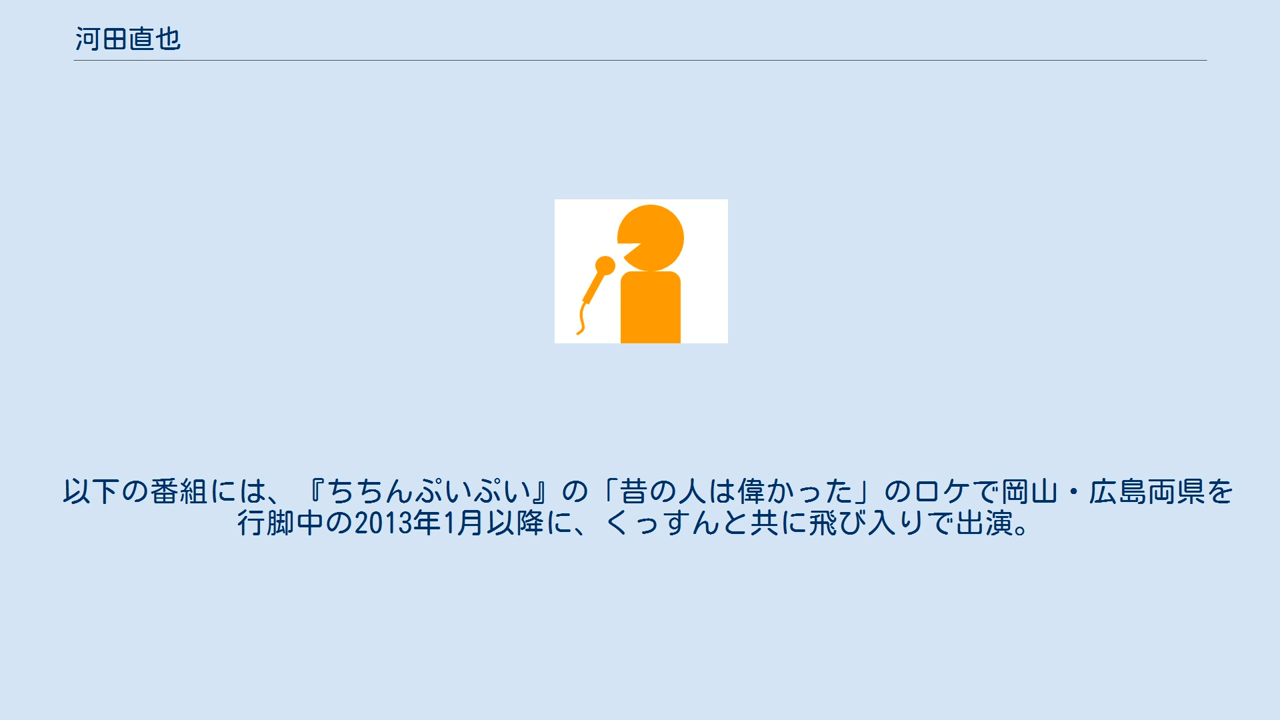 河田直也
以下の番組には、『ちちんぷいぷい』の「昔の人は偉かった」のロケで岡山・広島両県を
行脚中の2013年1月以降に、くっすんと共に飛び入りで出演。